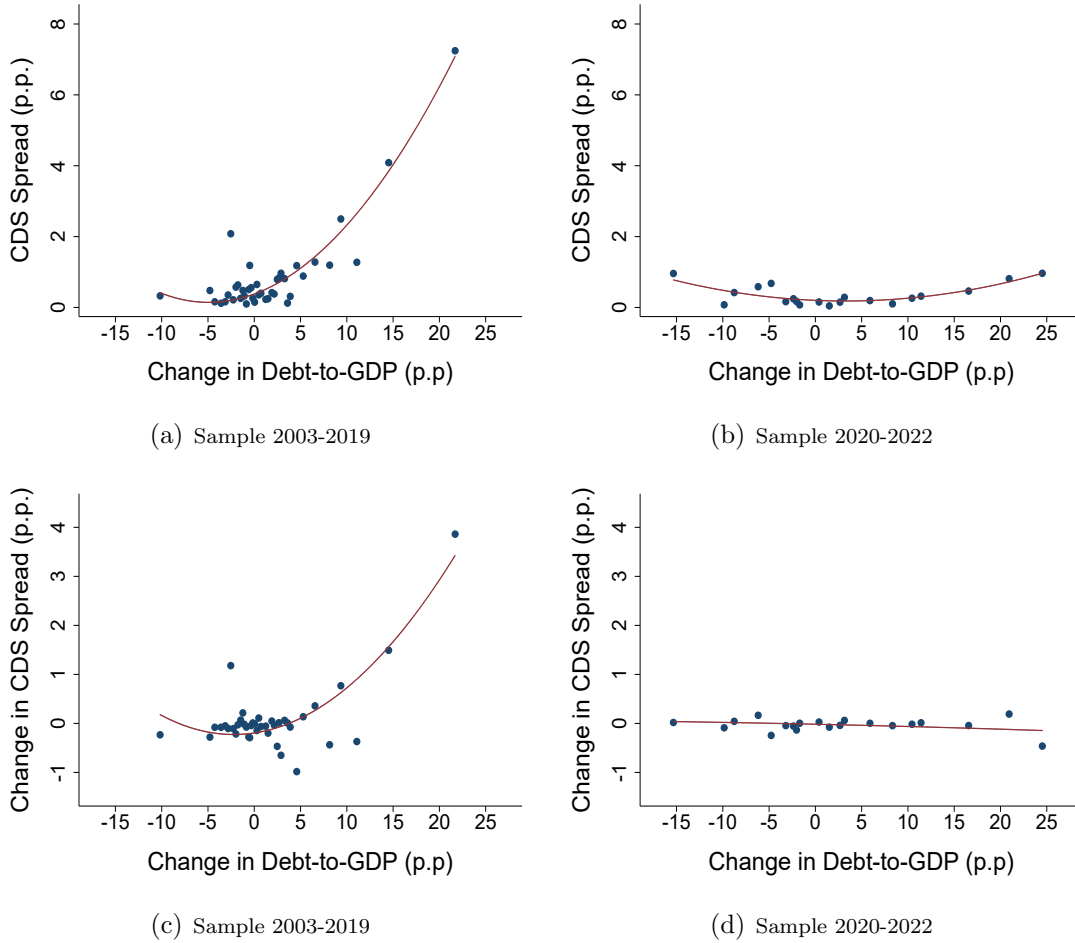 CDS Spread (p.p.)
8
6
4
2
0
-15 -10 -5 0 5 10 15 20 25
Change in Debt-to-GDP (p.p)
(a) Sample 2003-2019
CDS Spread (p.p.)
8
6
4
2
0
-15 -10 -5 0 5 10 15 20 25
Change in Debt-to-GDP (p.p)
(b) Sample 2020-2022
Change in CDS Spread (p.p.)
4
3
2
1
0
-1
-15 -10 -5 0 5 10 15 20 25
Change in Debt-to-GDP (p.p)
(c) Sample 2003-2019
Change in CDS Spread (p.p.)
4
3
2
1
0
-1
-15 -10 -5 0 5 10 15 20 25
Change in Debt-to-GDP (p.p)
(d) Sample 2020-2022